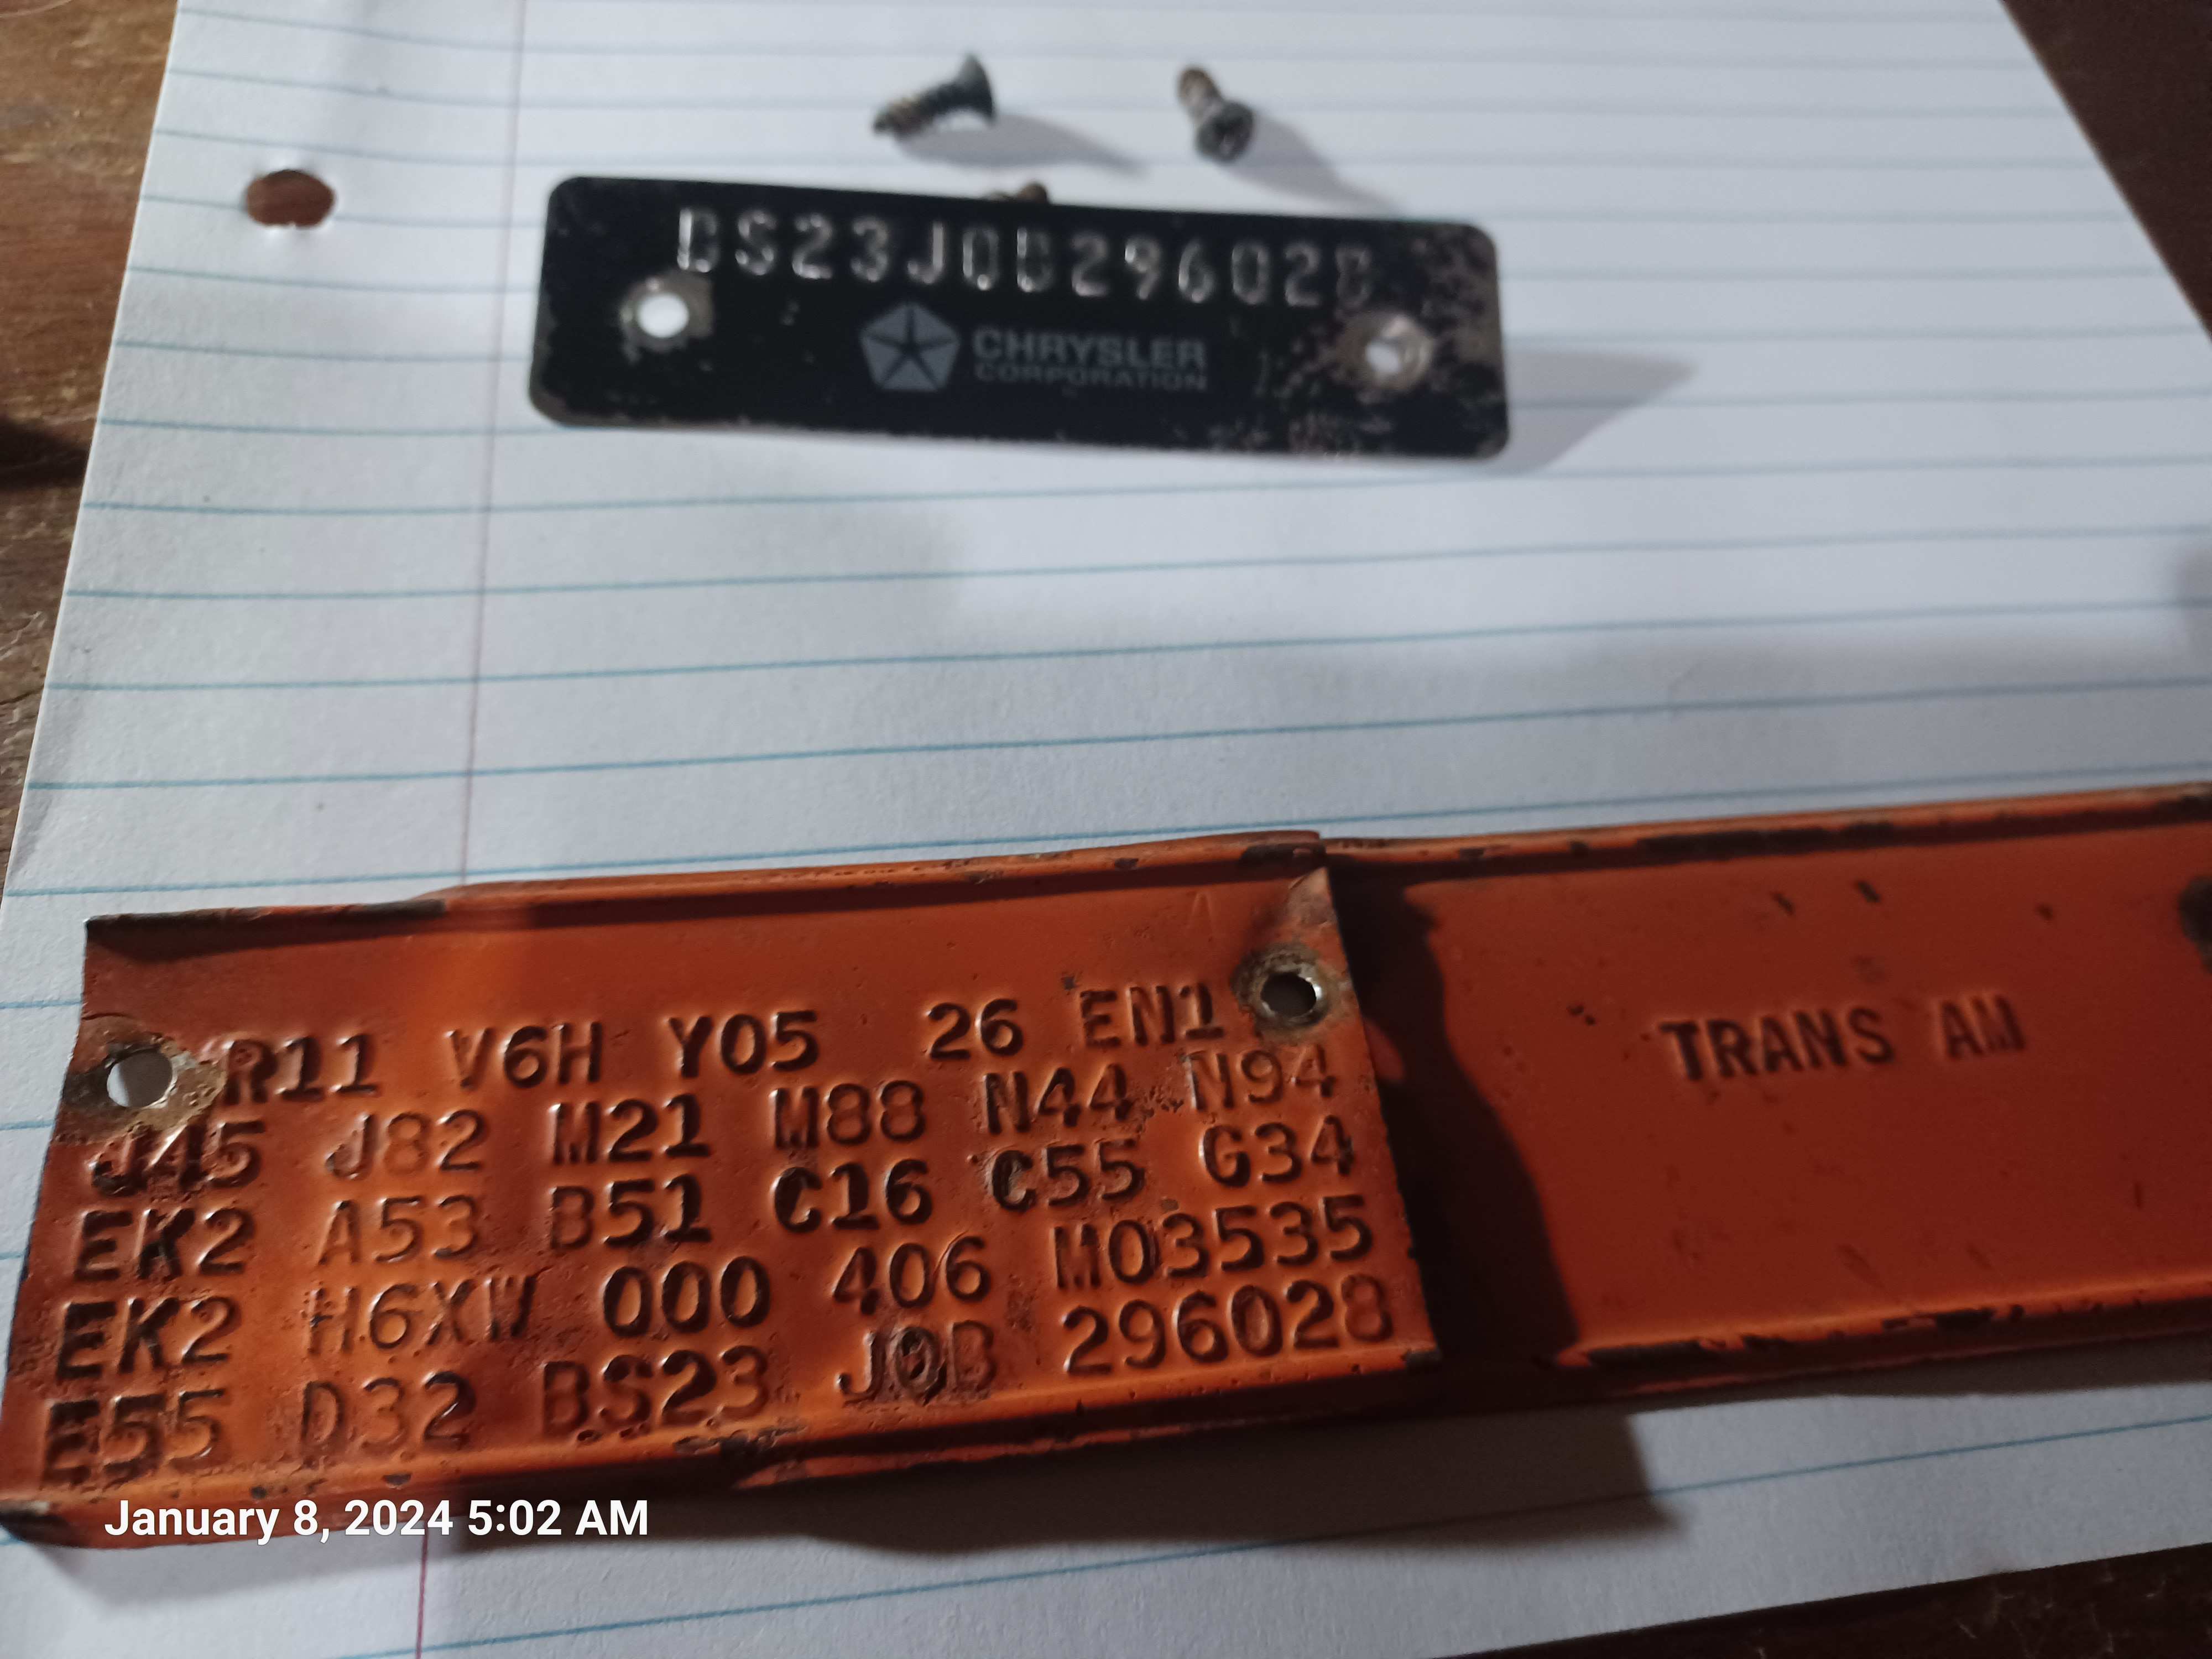 BS23J0B296028
CHRYSLER
CORPORATION
R11 V6H Y05 26 EN1
J45 J82 M21 M88 N44 N94
EK2 A53 B51 C16 C55 G34
EK2 H6XW 000 406 M03535
E55 D32 BS23 J0B 296028
TRANS AM
January 8, 2024 5:02 AM